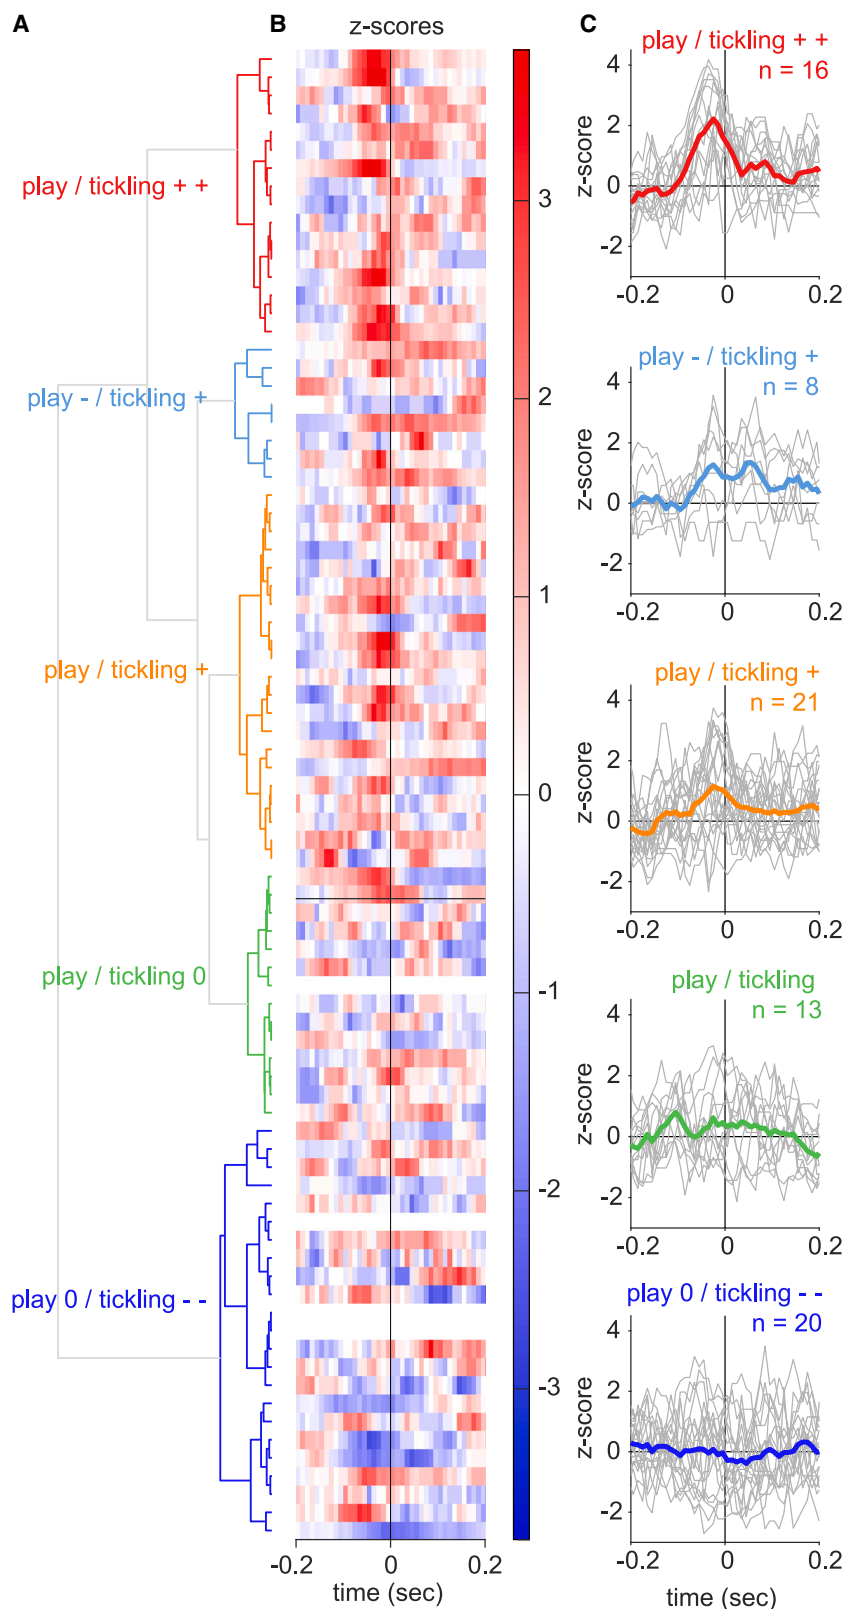 A
B
z-scores
play / tickling + +
play - / tickling +
play / tickling +
play / tickling 0
play 0 / tickling - -
-0.2
0
0.2
time (sec)
3
2
1
0
-1
-2
-3
C
play / tickling + +
n = 16
4
2
0
-2
z-score
-0.2
0
0.2
play - / tickling +
n = 8
4
2
0
-2
z-score
-0.2
0
0.2
play / tickling +
n = 21
4
2
0
-2
z-score
-0.2
0
0.2
play / tickling
n = 13
4
2
0
-2
z-score
-0.2
0
0.2
play 0 / tickling - -
n = 20
4
2
0
-2
z-score
-0.2
0
0.2
time (sec)